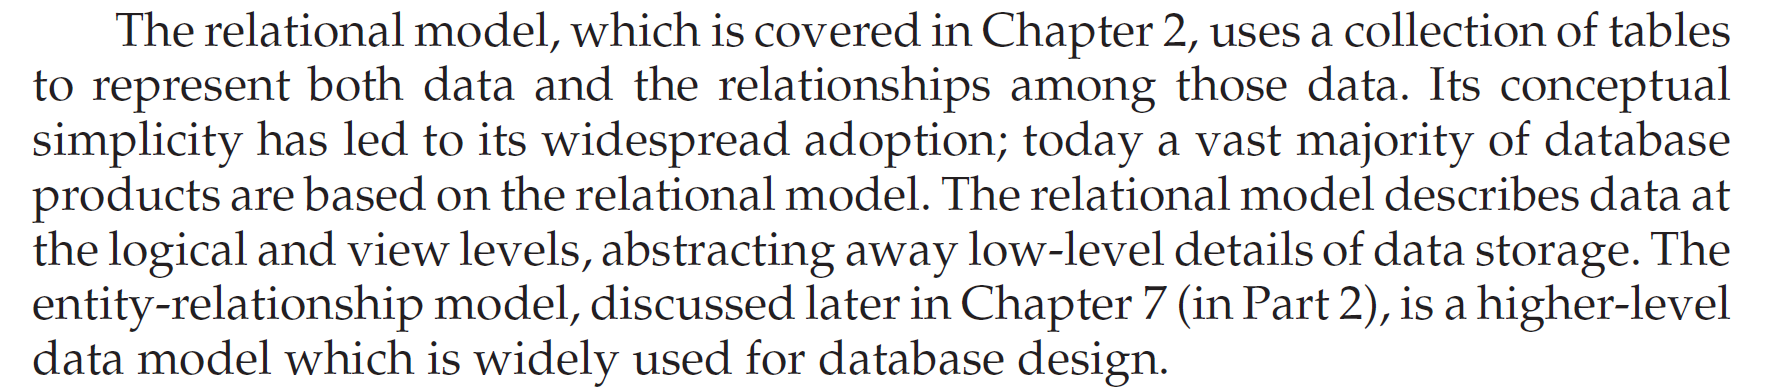 The relational model, which is covered in Chapter 2, uses a collection of tables
to represent both data and the relationships among those data. Its conceptual
simplicity has led to its widespread adoption; today a vast majority of database
products are based on the relational model. The relational model describes data at
the logical and view levels, abstracting away low-level details of data storage. The
entity-relationship model, discussed later in Chapter 7 (in Part 2), is a higher-level
data model which is widely used for database design.